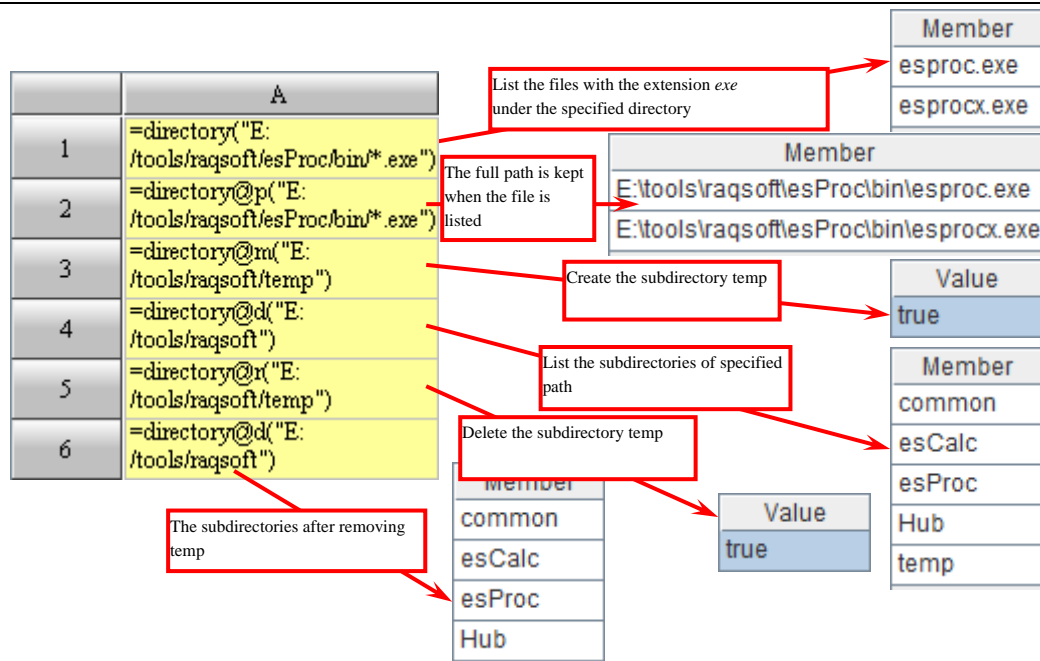 A
1
=directory("E:
/tools/raqsoft/esProc/bin/*.exe")
2
=directory@p("E:
/tools/raqsoft/esProc/bin/*.exe")
3
=directory@m("E:
/tools/raqsoft/temp")
4
=directory@d("E:
/tools/raqsoft")
5
=directory@r("E:
/tools/raqsoft/temp")
6
=directory@d("E:
/tools/raqsoft")
List the files with the extension exe
under the specified directory
Member
esproc.exe
esprocx.exe
The full path is kept
when the file is
listed
Member
E:\tools\raqsoft\esProc\bin\esproc.exe
E:\tools\raqsoft\esProc\bin\esprocx.exe
Create the subdirectory temp
Value
true
List the subdirectories of specified
path
Member
common
esCalc
esProc
Hub
temp
Delete the subdirectory temp
Value
true
The subdirectories after removing
temp
Member
common
esCalc
esProc
Hub